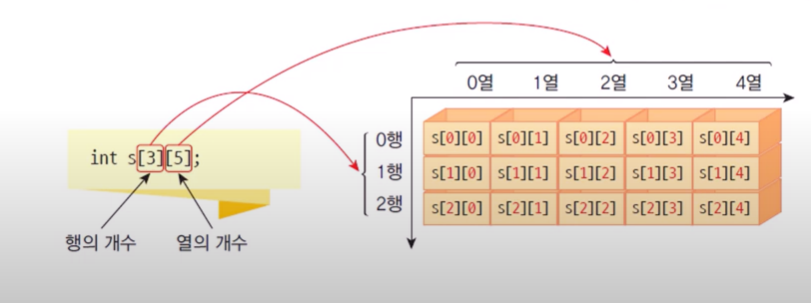 0열 1열 2열 3열 4열
int s[3][5];
행의 개수 열의 개수
0행 s[0][0] s[0][1] s[0][2] s[0][3] s[0][4]
1행 s[1][0] s[1][1] s[1][2] s[1][3] s[1][4]
2행 s[2][0] s[2][1] s[2][2] s[2][3] s[2][4]